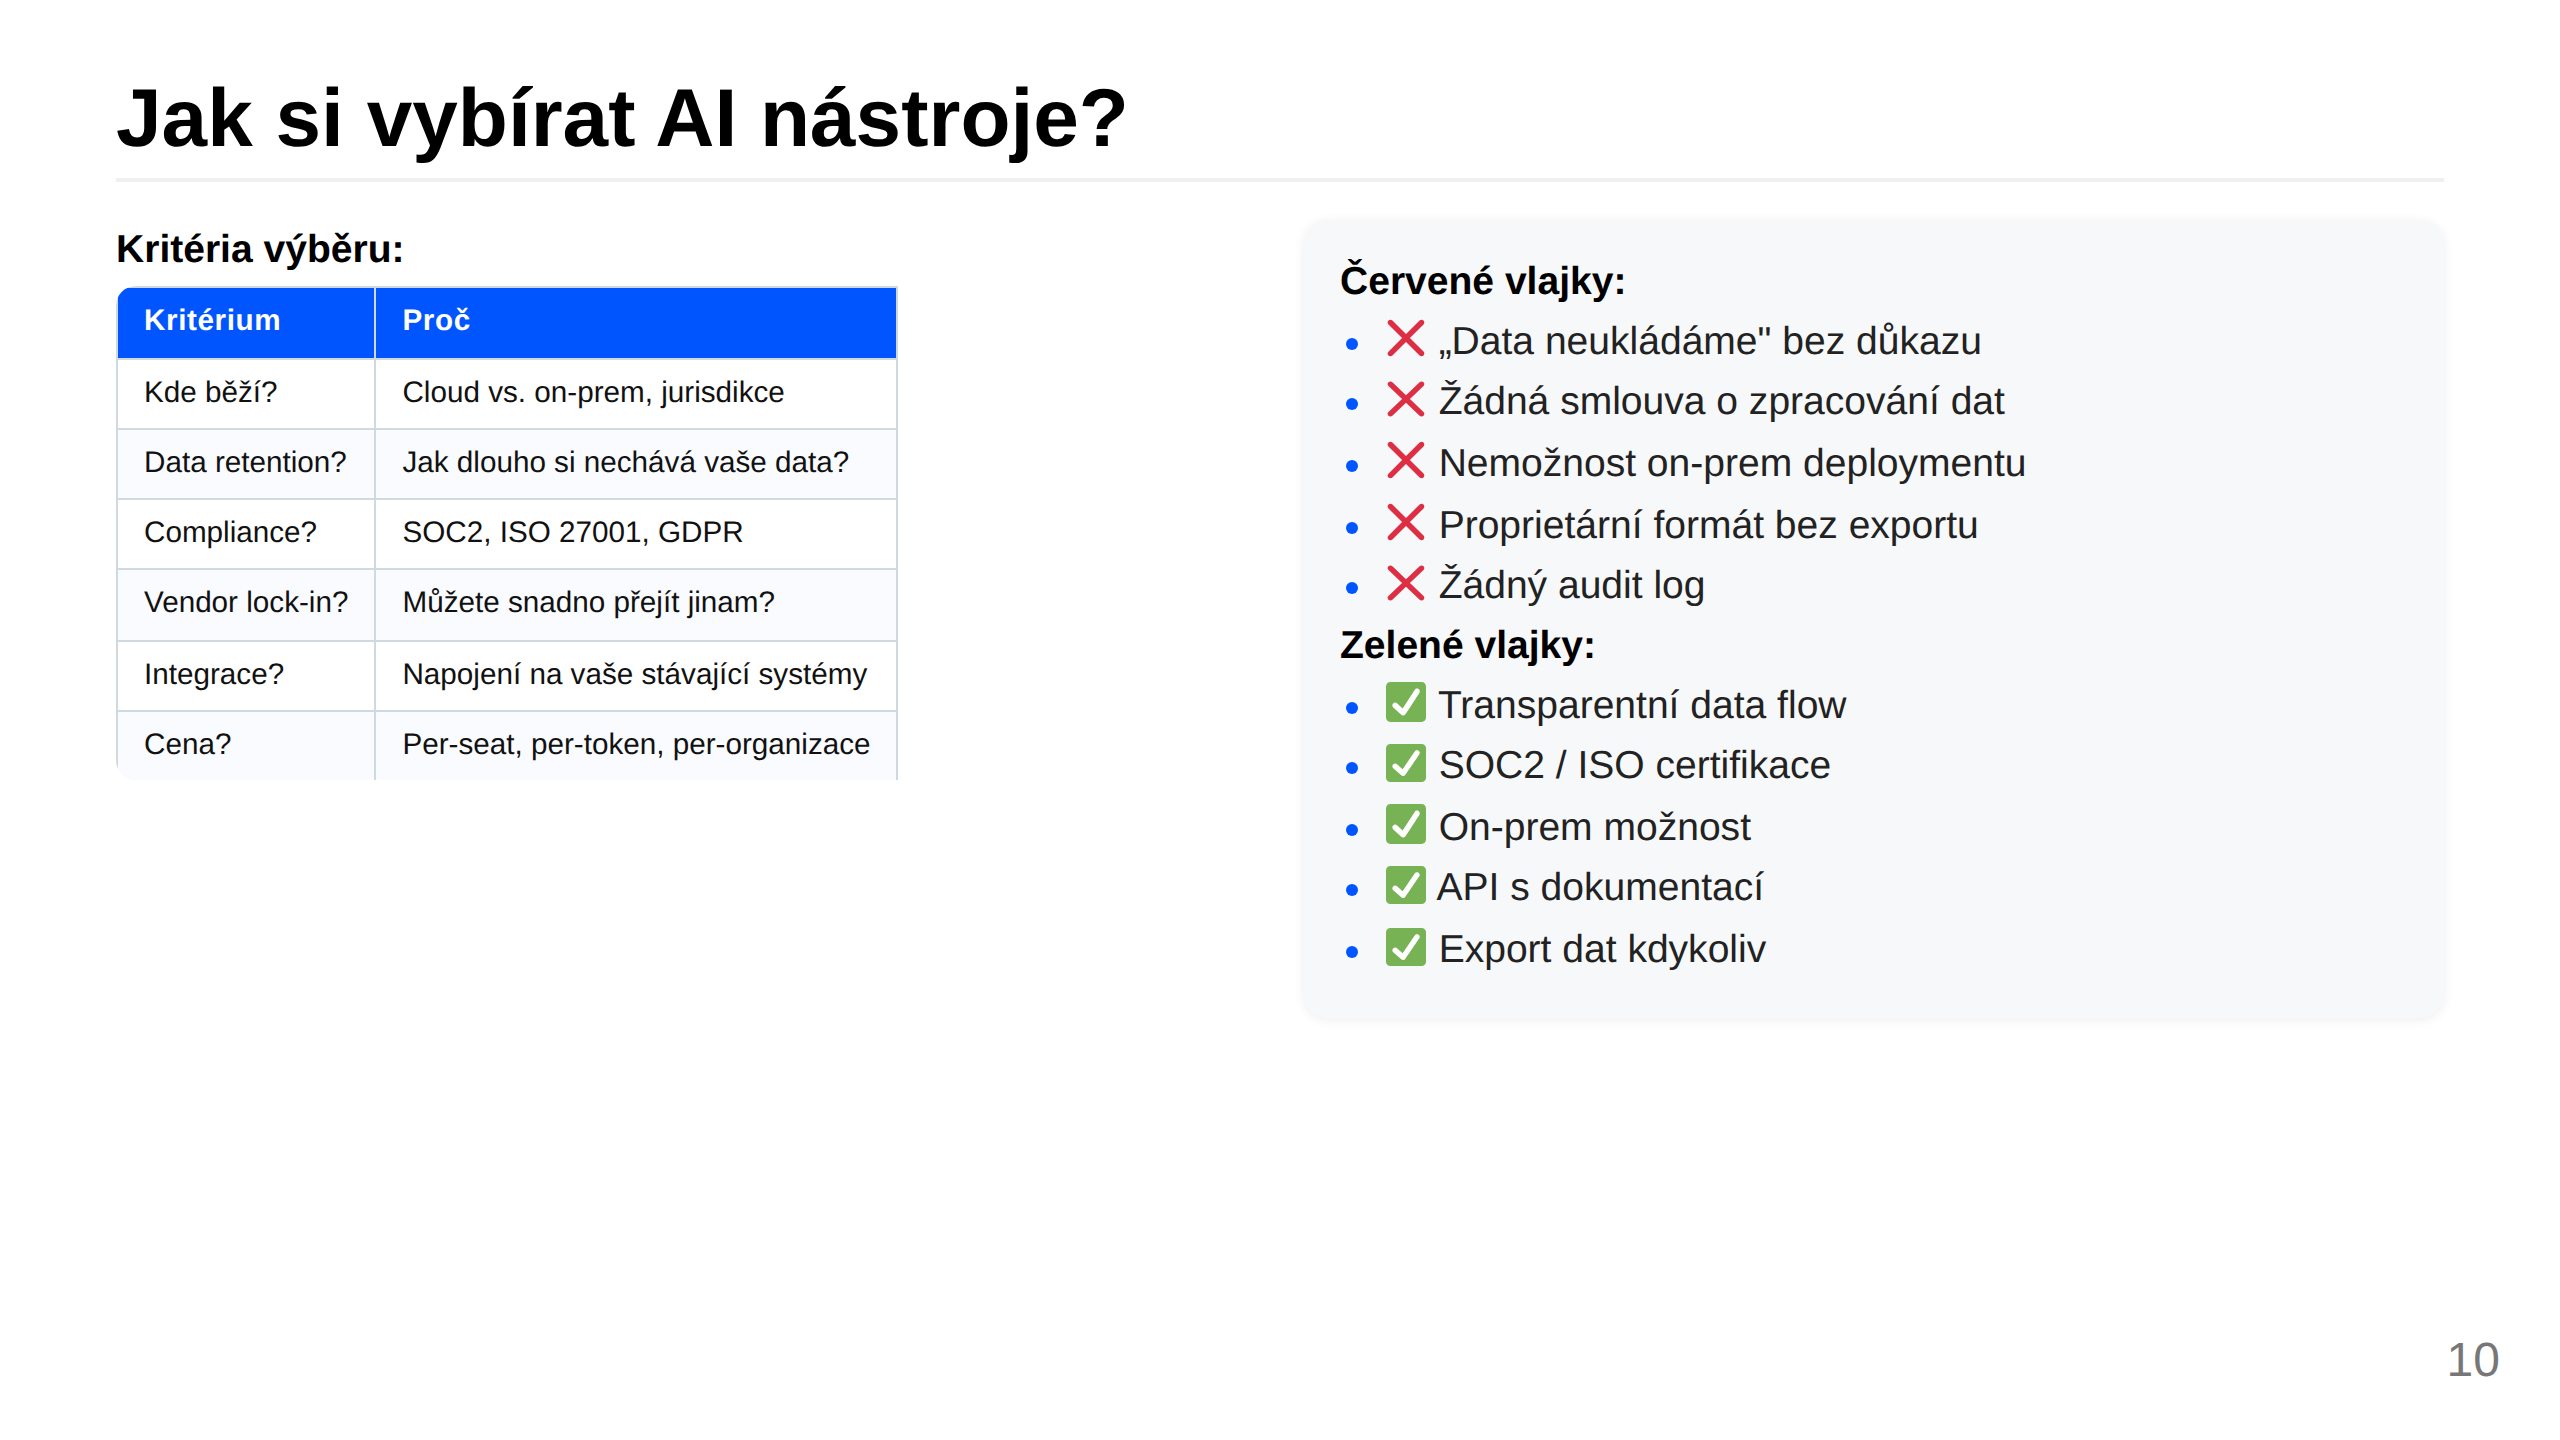 Jak si vybírat AI nástroje?
Kritéria výběru:
Kritérium Proč
Kde běží? Cloud vs. on-prem, jurisdikce
Data retention? Jak dlouho si nechává vaše data?
Compliance? SOC2, ISO 27001, GDPR
Vendor lock-in? Můžete snadno přejít jinam?
Integrace? Napojení na vaše stávající systémy
Cena? Per-seat, per-token, per-organizace
Červené vlajky:
• ❌ „Data neukládáme" bez důkazu
• ❌ Žádná smlouva o zpracování dat
• ❌ Nemožnost on-prem deploymentu
• ❌ Proprietární formát bez exportu
• ❌ Žádný audit log
Zelené vlajky:
• ✅ Transparentní data flow
• ✅ SOC2 / ISO certifikace
• ✅ On-prem možnost
• ✅ API s dokumentací
• ✅ Export dat kdykoliv
10